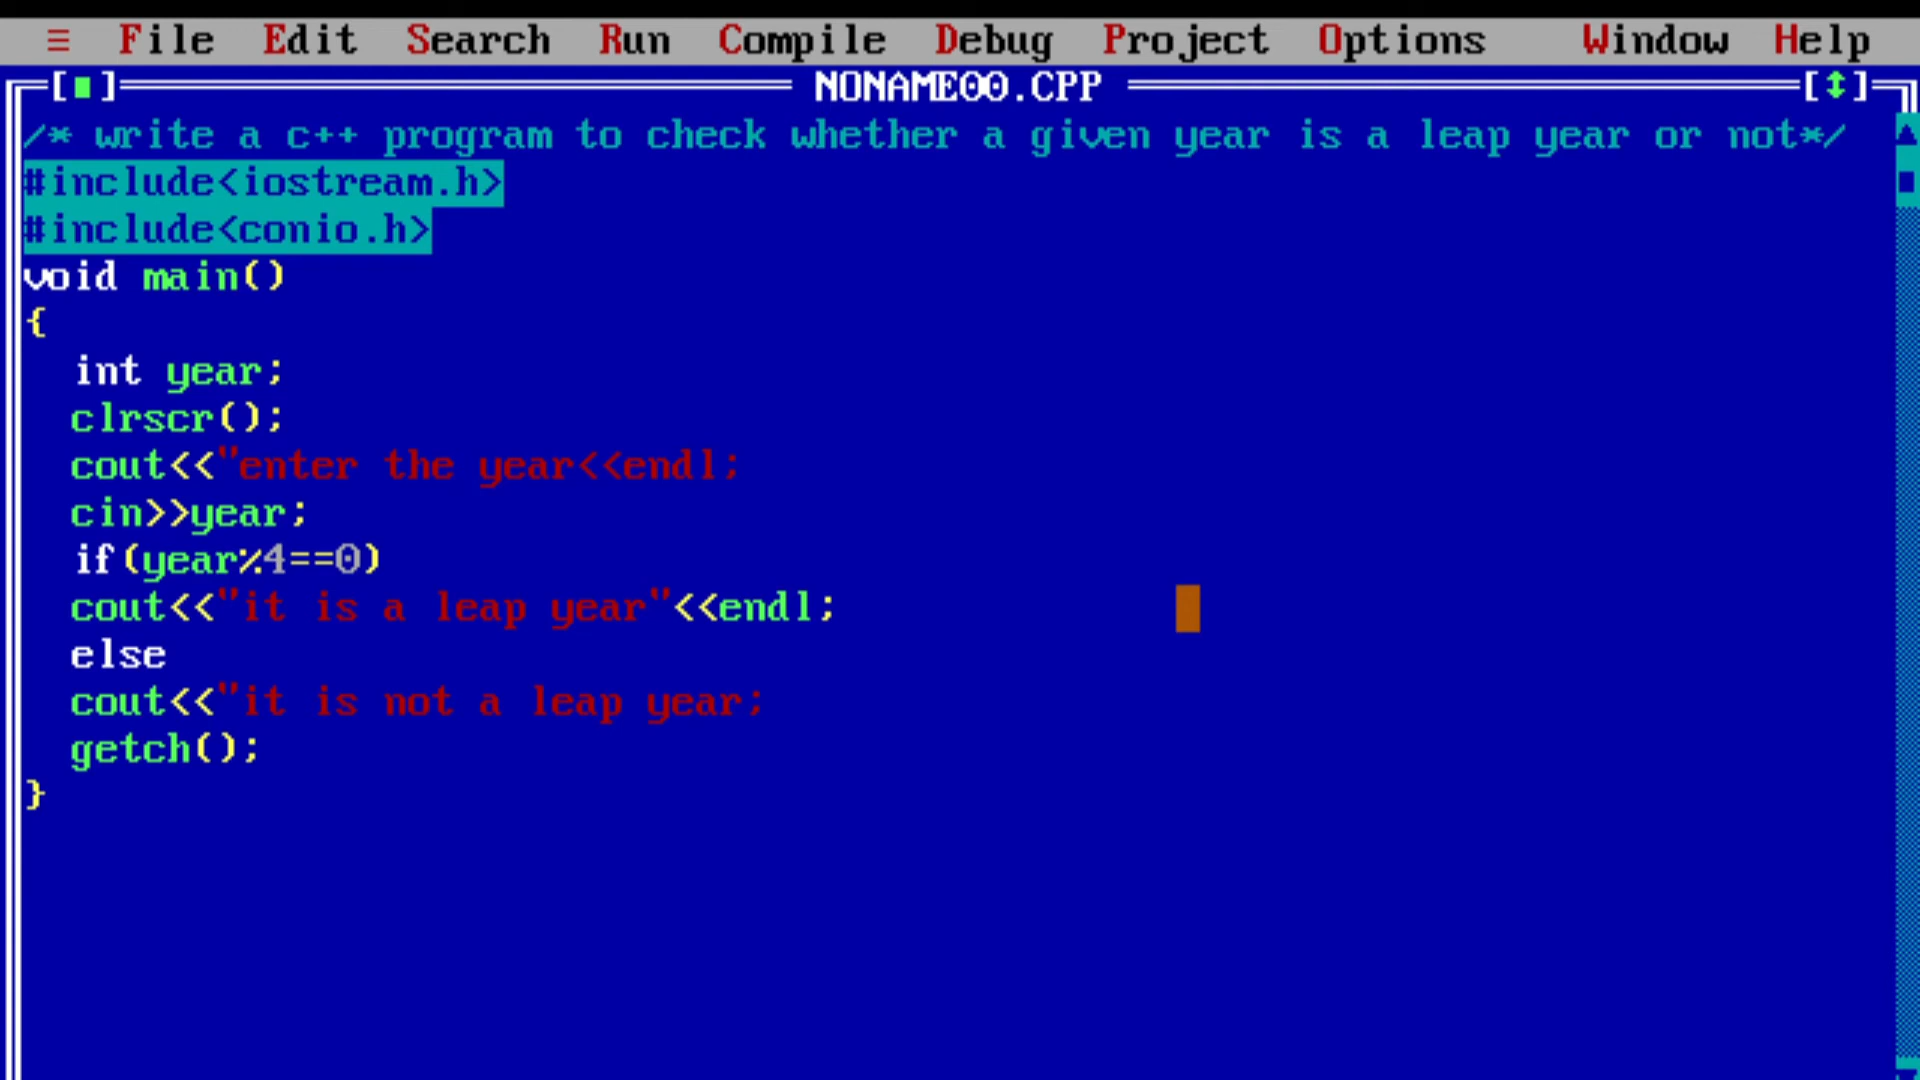 ≡ File Edit Search Run Compile Debug Project Options Window Help
[■] NONAME00.CPP [↕]
/* write a c++ program to check whether a given year is a leap year or not*/
#include<iostream.h>
#include<conio.h>
void main()
{
int year;
clrscr();
cout<<"enter the year<<endl;
cin>>year;
if(year%4==0)
cout<<"it is a leap year"<<endl;
else
cout<<"it is not a leap year;
getch();
}